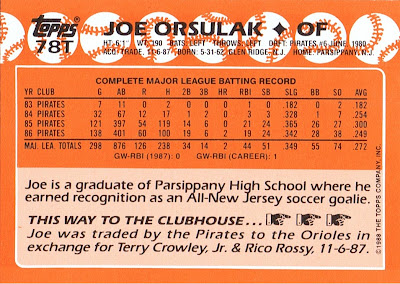 Topps
78T
JOE ORSULAK ♦ OF
HT: 6'1" WT: 190 BATS: LEFT THROWS: LEFT DRAFT: PIRATES #6-JUNE, 1980
ACQ: TRADE, 11-6-87 BORN: 5-31-62, GLEN RIDGE, N.J. HOME: PARSIPPANY, N.J.
COMPLETE MAJOR LEAGUE BATTING RECORD
YR CLUB G AB R H 2B 3B HR RBI SB SLG BB SO AVG
83 PIRATES 7 11 0 2 0 0 0 1 0 .182 0 2 .182
84 PIRATES 32 67 12 17 1 2 0 3 3 .328 1 7 .254
85 PIRATES 121 397 54 119 14 6 0 21 24 .365 26 27 .300
86 PIRATES 138 401 60 100 19 6 2 19 24 .342 28 38 .249
MAJ. LEA. TOTALS 298 876 126 238 34 14 2 44 51 .349 55 74 .272
GW-RBI (1987): 0 GW-RBI (CAREER): 1
Joe is a graduate of Parsippany High School where he
earned recognition as an All-New Jersey soccer goalie.
THIS WAY TO THE CLUBHOUSE...
Joe was traded by the Pirates to the Orioles in
exchange for Terry Crowley, Jr. & Rico Rossy, 11-6-87.
©1988 THE TOPPS COMPANY, INC.